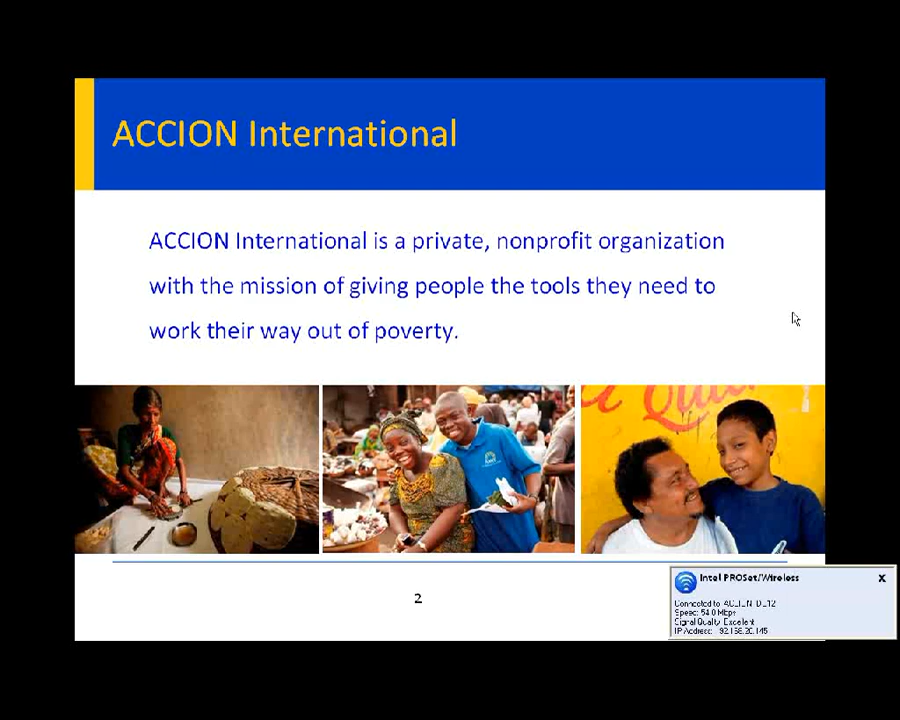 ACCION International
ACCION International is a private, nonprofit organization
with the mission of giving people the tools they need to
work their way out of poverty.
2
Intel PROSet/Wireless
X
Connected to:
Speed: 54.0 Mbps
Signal Quality: Excellent
IP Address: